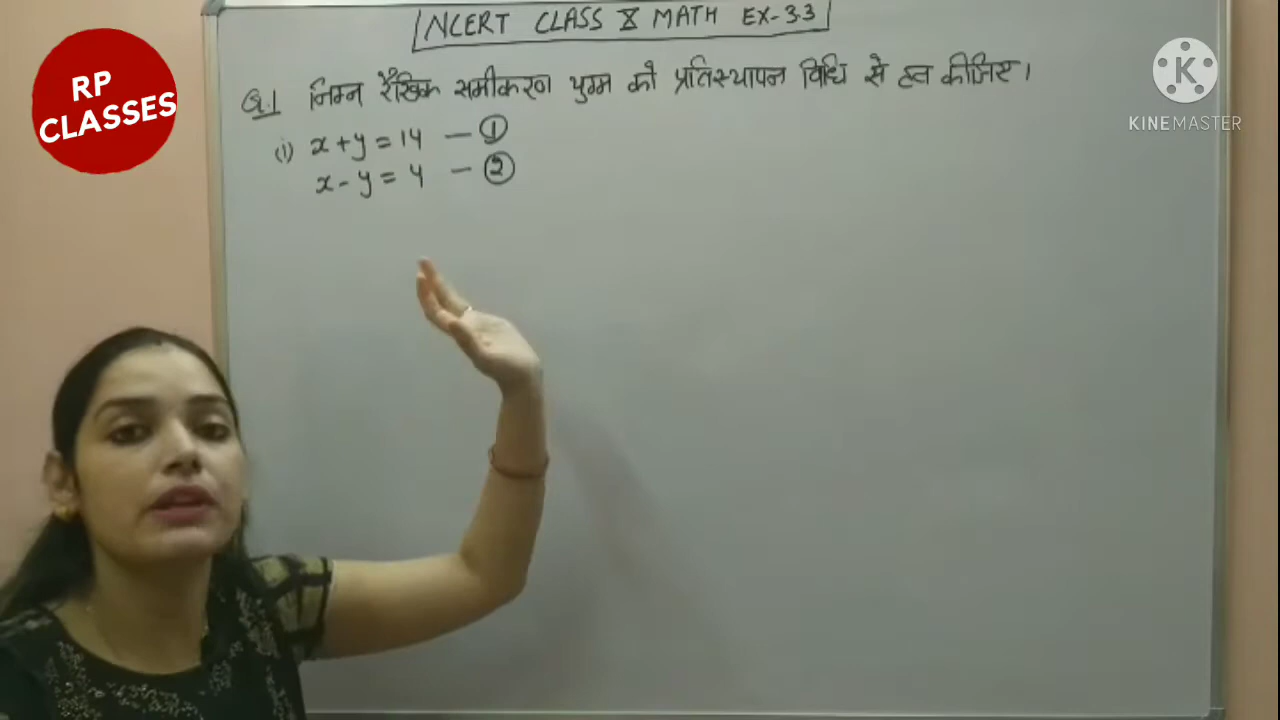 NCERT CLASS X MATH EX-3.3
Q.1 निम्न रैखिक समीकरण युग्म को प्रतिस्थापन विधि से हल कीजिए।
(i) x+y=14 — ①
x-y=4 — ②
RP
CLASSES
KINEMASTER